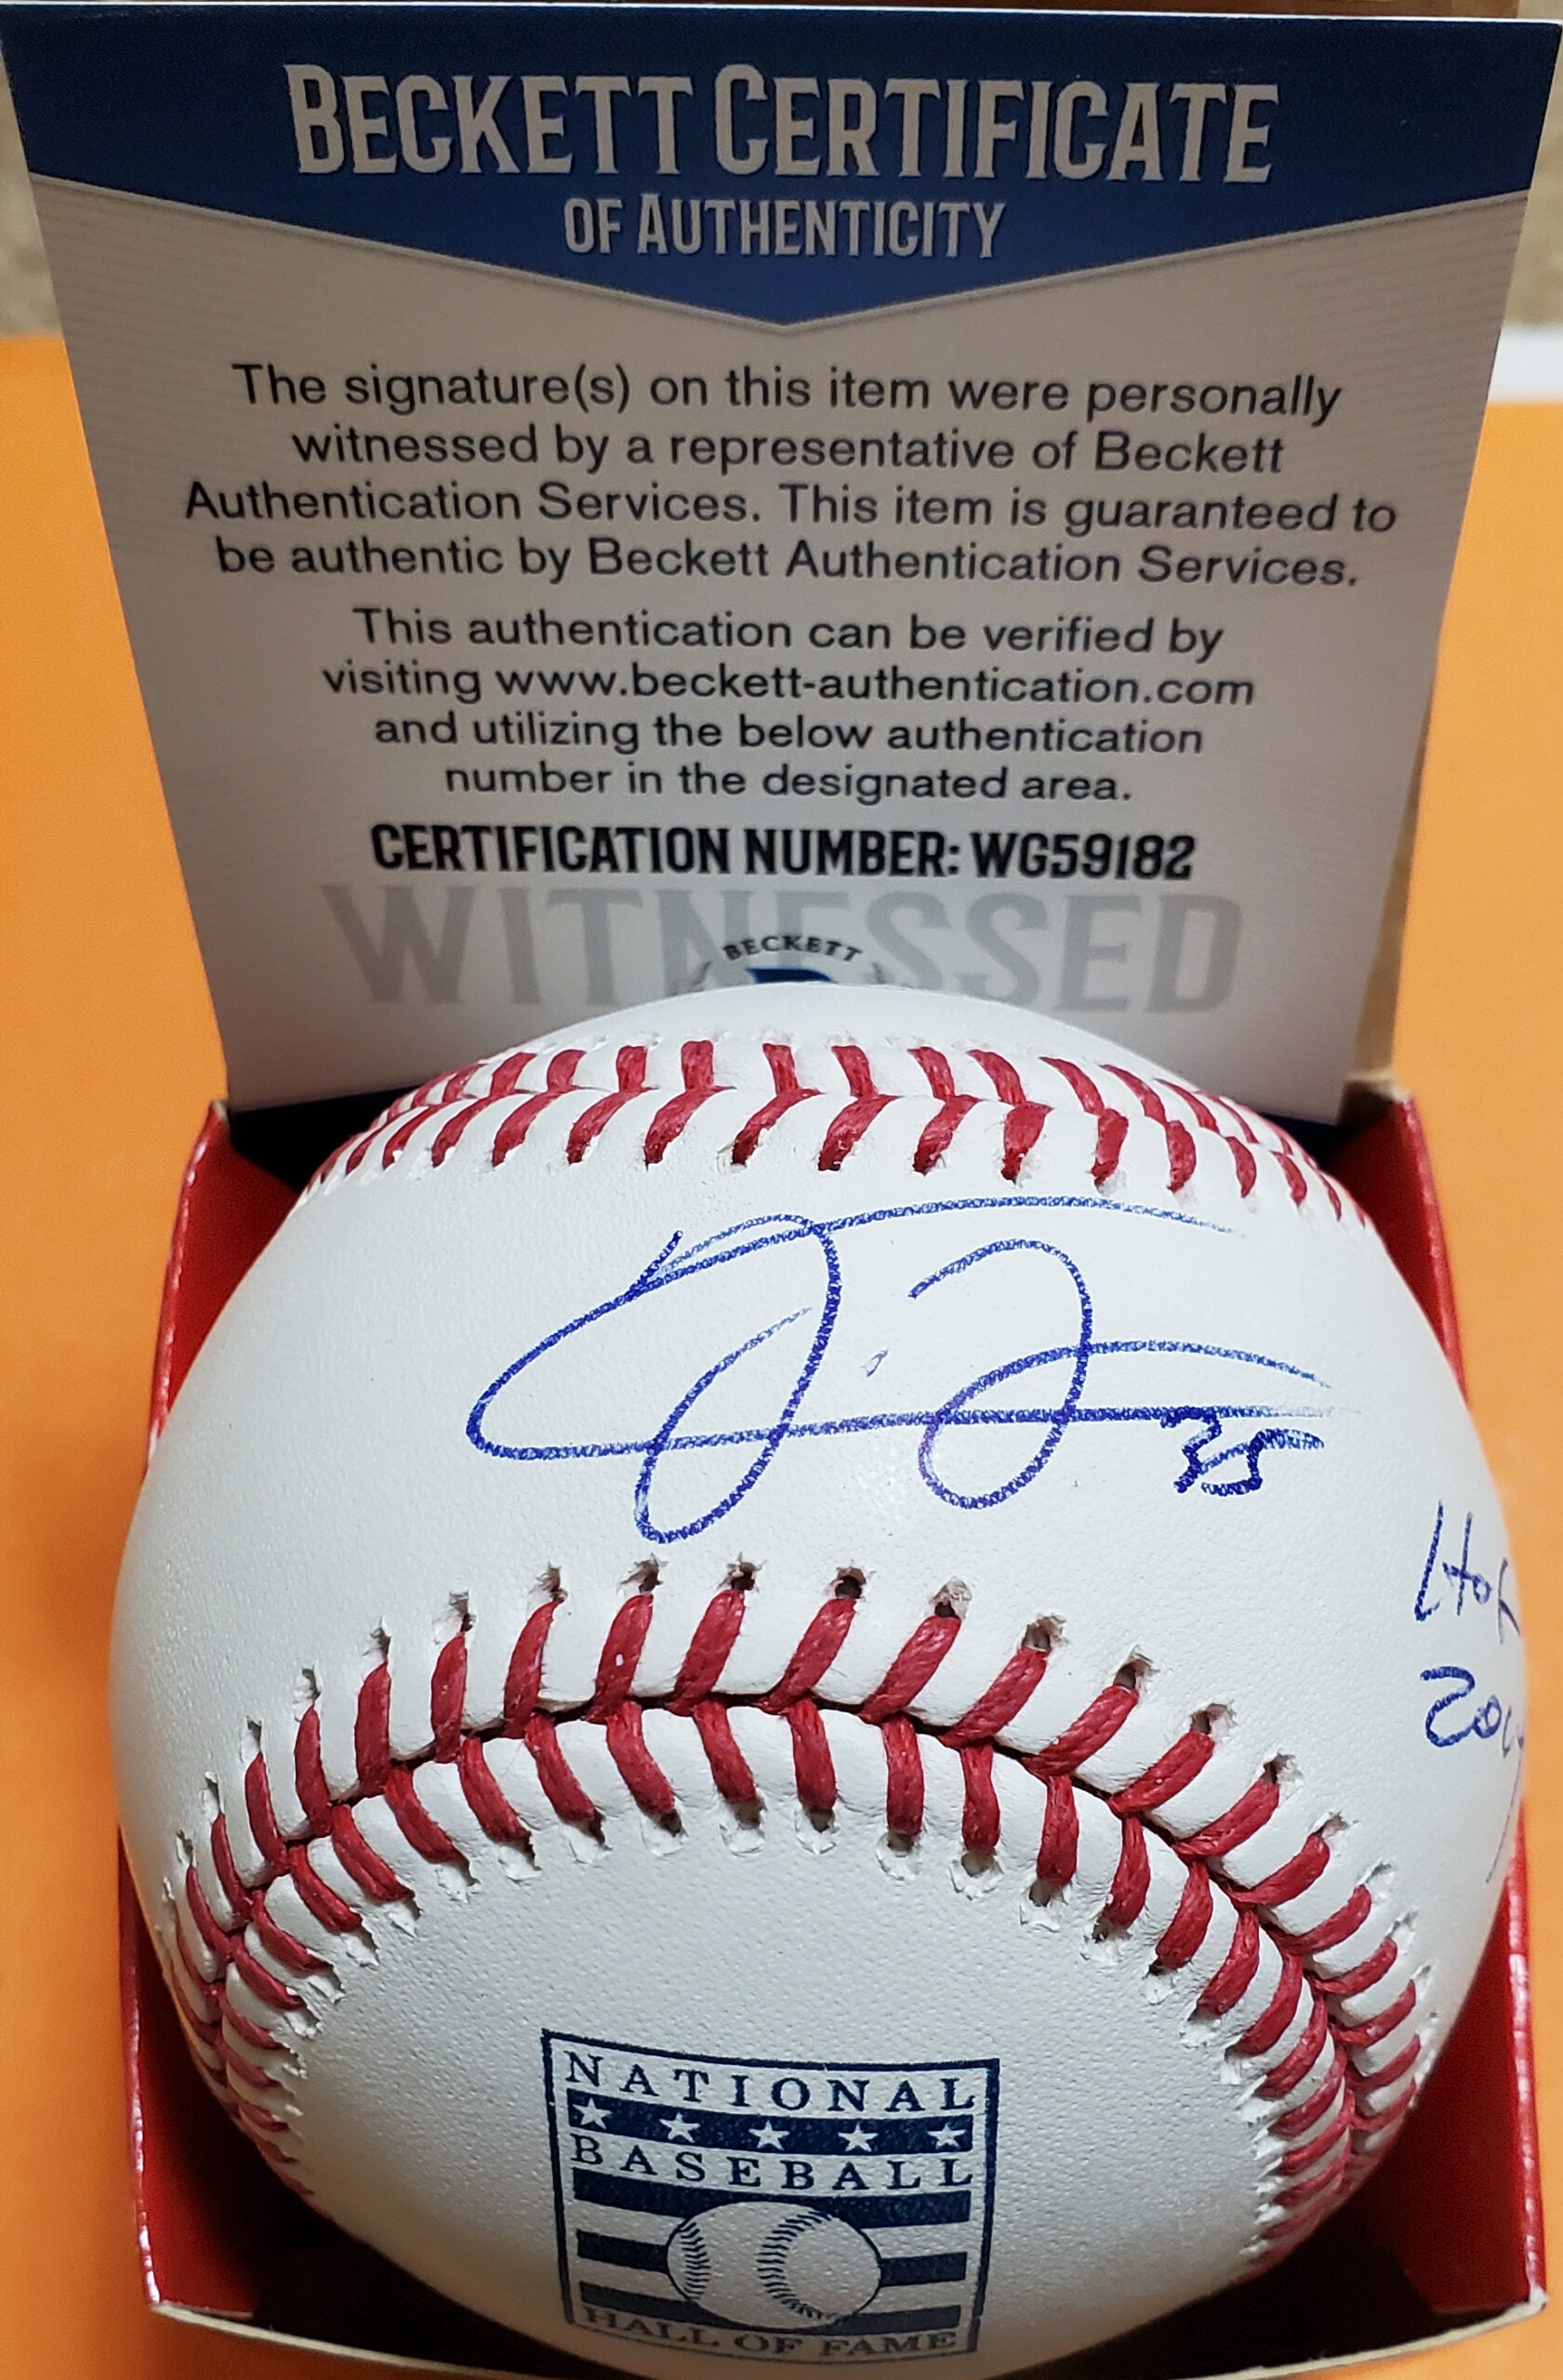 BECKETT CERTIFICATE
OF AUTHENTICITY
The signature(s) on this item were personally
witnessed by a representative of Beckett
Authentication Services. This item is guaranteed to
be authentic by Beckett Authentication Services.
This authentication can be verified by
visiting www.beckett-authentication.com
and utilizing the below authentication
number in the designated area.
CERTIFICATION NUMBER: WG59182
WITNESSED
BECKETT
35
HOF
NATIONAL
BASEBALL
HALL OF FAME